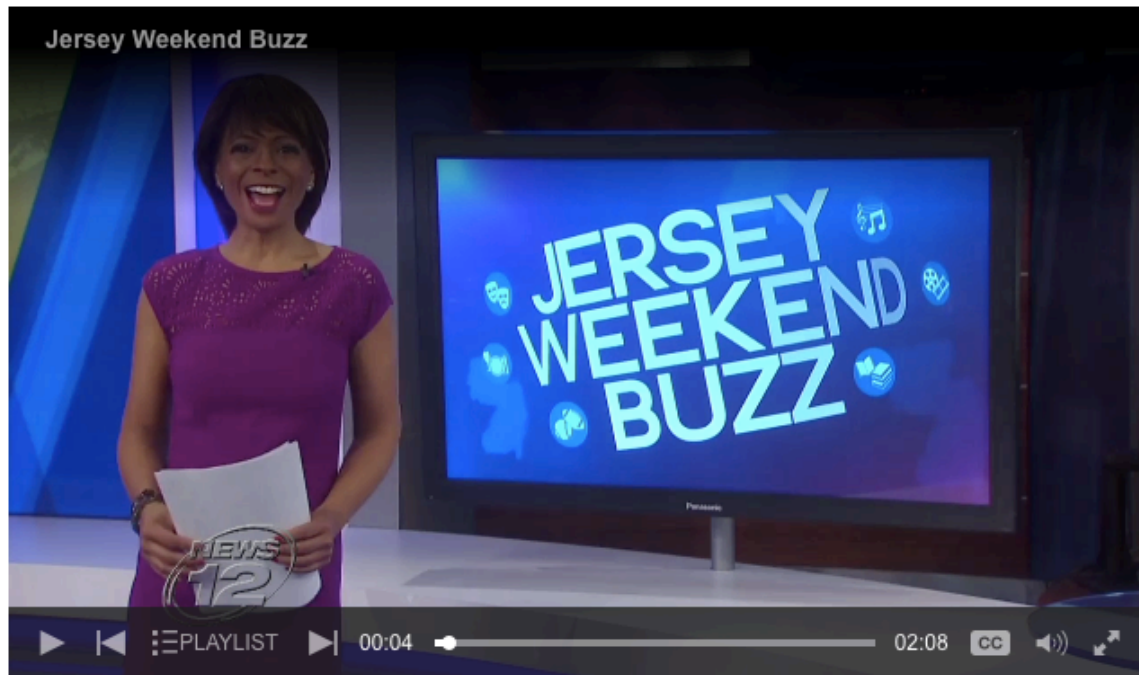 Jersey Weekend Buzz
JERSEY
WEEKEND
BUZZ
Panasonic
NEWS
12
PLAYLIST
00:04
02:08
CC